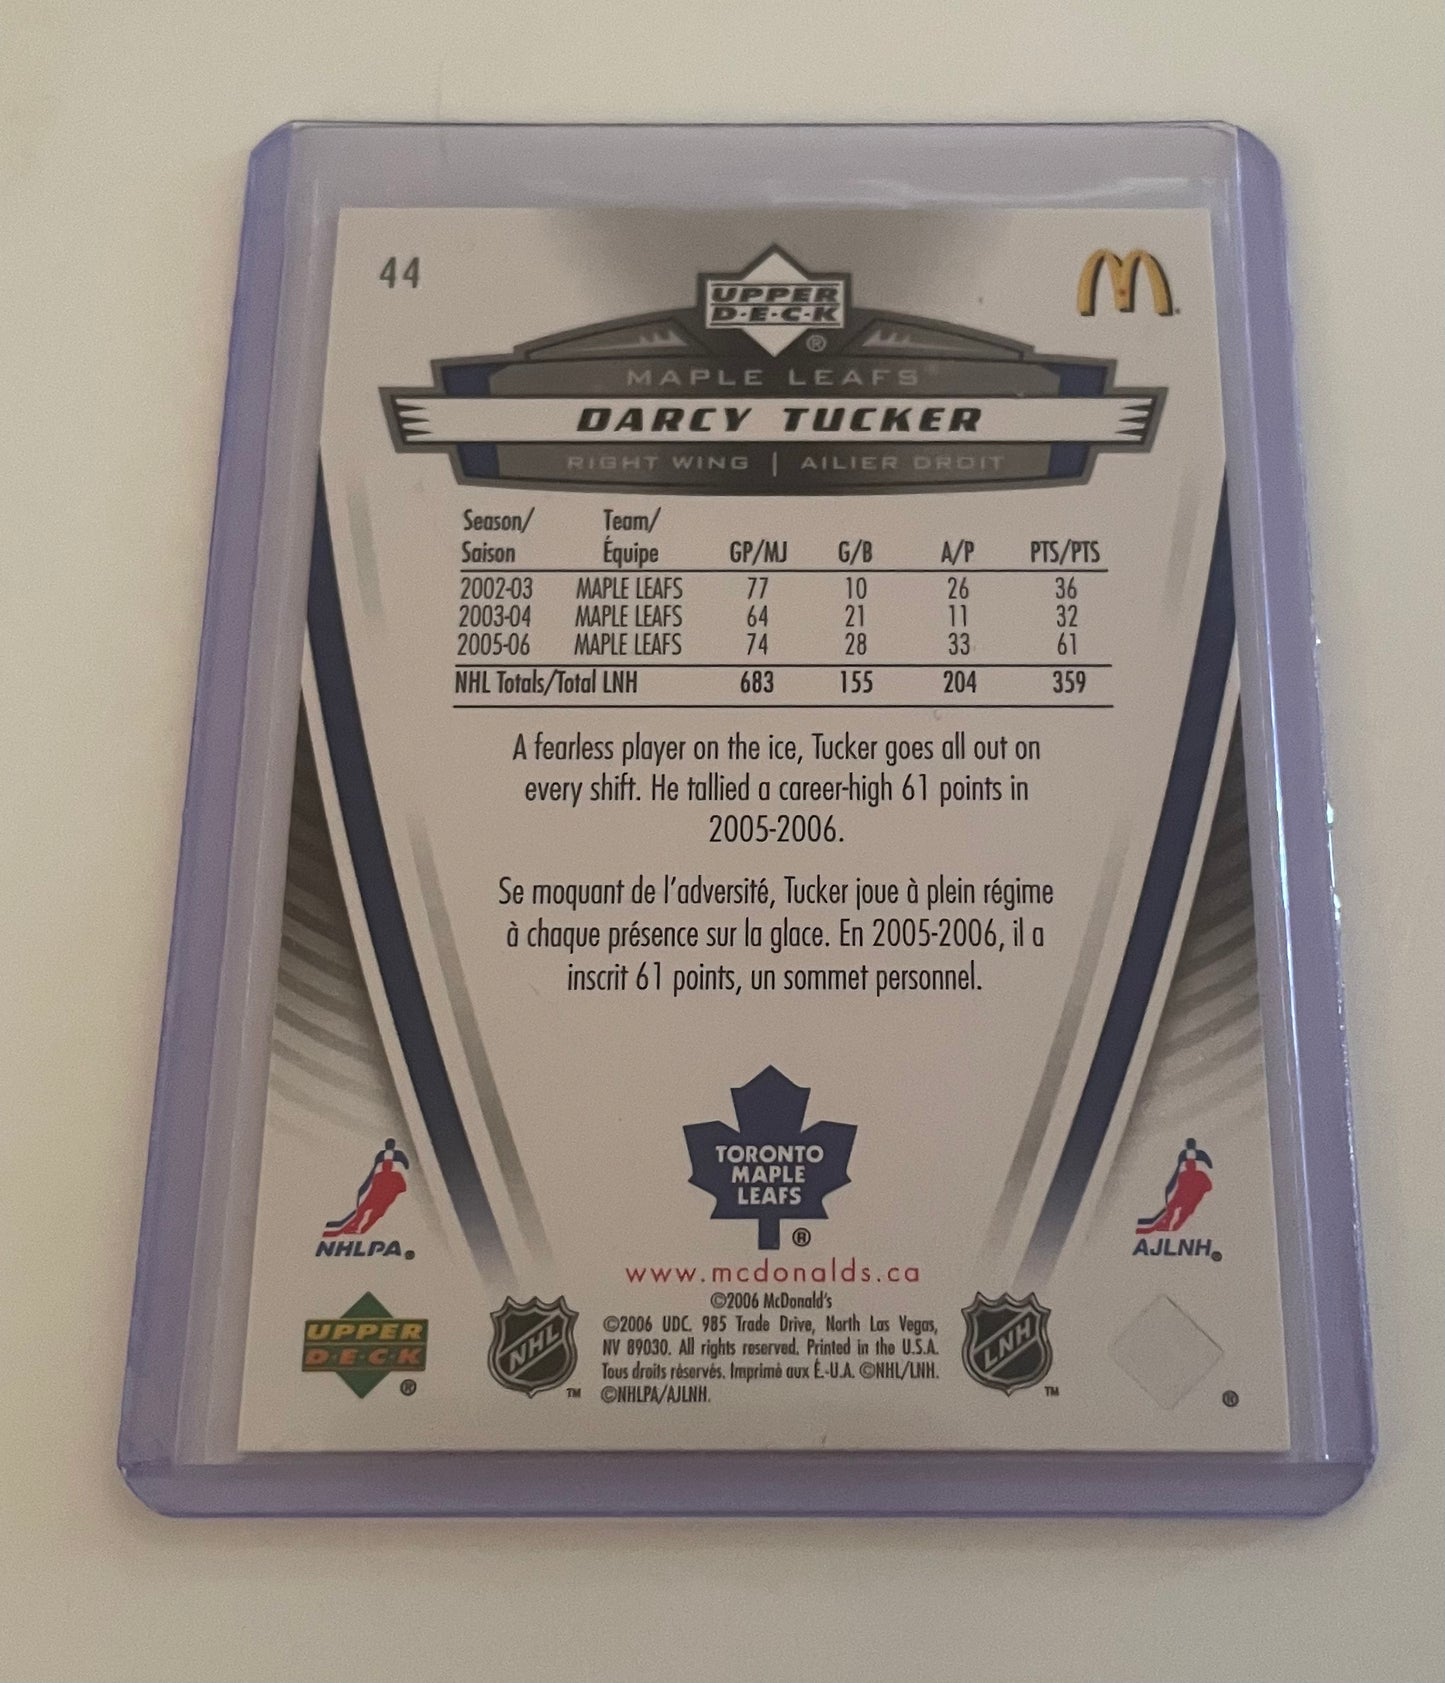 44
UPPER
D·E·C·K
®
M
MAPLE LEAFS®
DARCY TUCKER
RIGHT WING | AILIER DROIT
Season/ Team/
Saison Équipe GP/MJ G/B A/P PTS/PTS
2002-03 MAPLE LEAFS 77 10 26 36
2003-04 MAPLE LEAFS 64 21 11 32
2005-06 MAPLE LEAFS 74 28 33 61
NHL Totals/Total LNH 683 155 204 359
A fearless player on the ice, Tucker goes all out on
every shift. He tallied a career-high 61 points in
2005-2006.
Se moquant de l'adversité, Tucker joue à plein régime
à chaque présence sur la glace. En 2005-2006, il a
inscrit 61 points, un sommet personnel.
TORONTO
MAPLE
LEAFS
®
NHLPA®
AJLNH®
www.mcdonalds.ca
©2006 McDonald's
©2006 UDC. 985 Trade Drive, North Las Vegas,
NV 89030. All rights reserved. Printed in the U.S.A.
Tous droits réservés. Imprimé aux É.-U.A. ©NHL/LNH.
©NHLPA/AJLNH.
UPPER
D·E·C·K
®
NHL
TM
LNH
TM
®